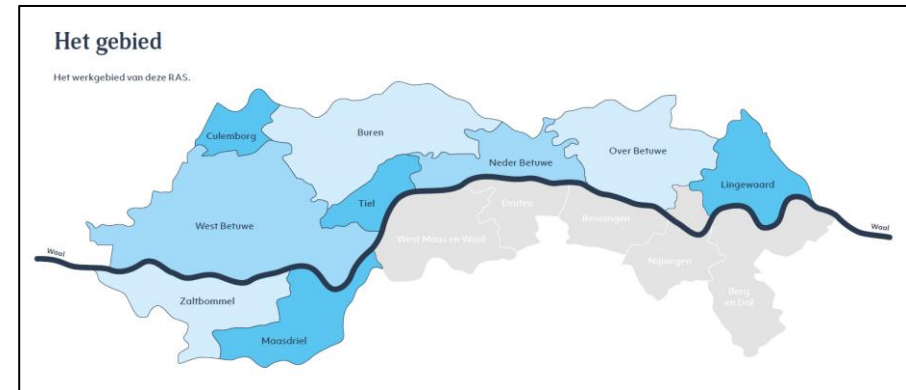 Het gebied
Het werkgebied van deze RAS.
Culemborg
Buren
Neder Betuwe
Over Betuwe
Lingewaard
Tiel
West Betuwe
Druten
Beuningen
West Maas en Waal
Waal
Waal
Nijmegen
Zaltbommel
Berg
en Dal
Maasdriel